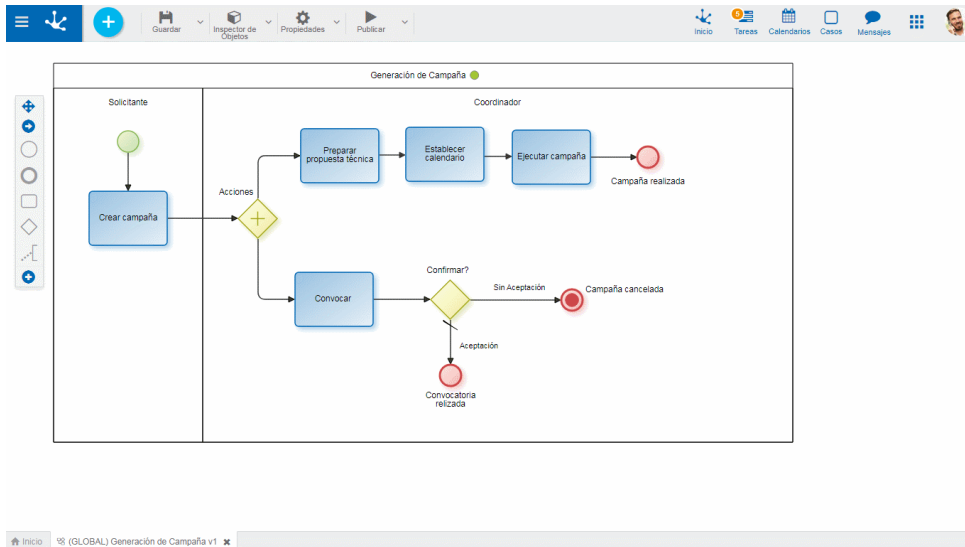 Guardar
Inspector de
Objetos
Propiedades
Publicar
Inicio
5
Tareas
Calendarios
Casos
Mensajes
Generación de Campaña
Solicitante
Coordinador
Preparar
propuesta técnica
Establecer
calendario
Ejecutar campaña
Campaña realizada
Acciones
Crear campaña
Confirmar?
Convocar
Sin Aceptación
Campaña cancelada
Aceptación
Convocatoria
relizada
Inicio
(GLOBAL) Generación de Campaña v1